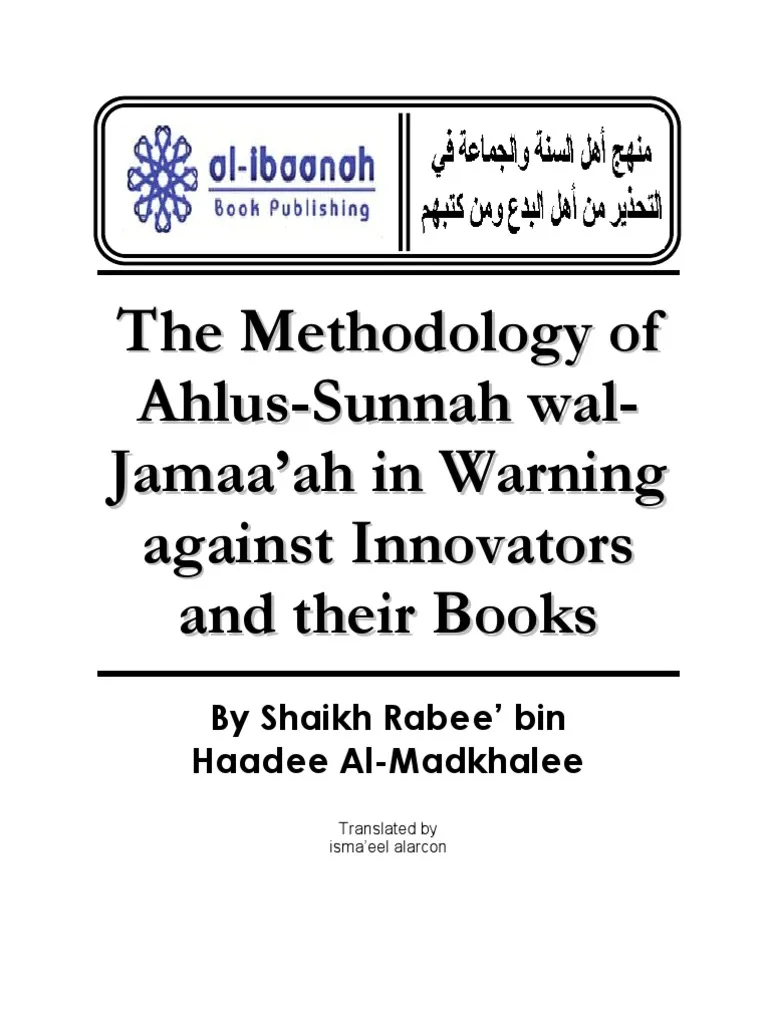 al-ibaanah
Book Publishing
منهج أهل السنة والجماعة في
التحذير من أهل البدع ومن كتبهم
The Methodology of
Ahlus-Sunnah wal-
Jamaa’ah in Warning
against Innovators
and their Books
By Shaikh Rabee’ bin
Haadee Al-Madkhalee
Translated by
isma’eel alarcon